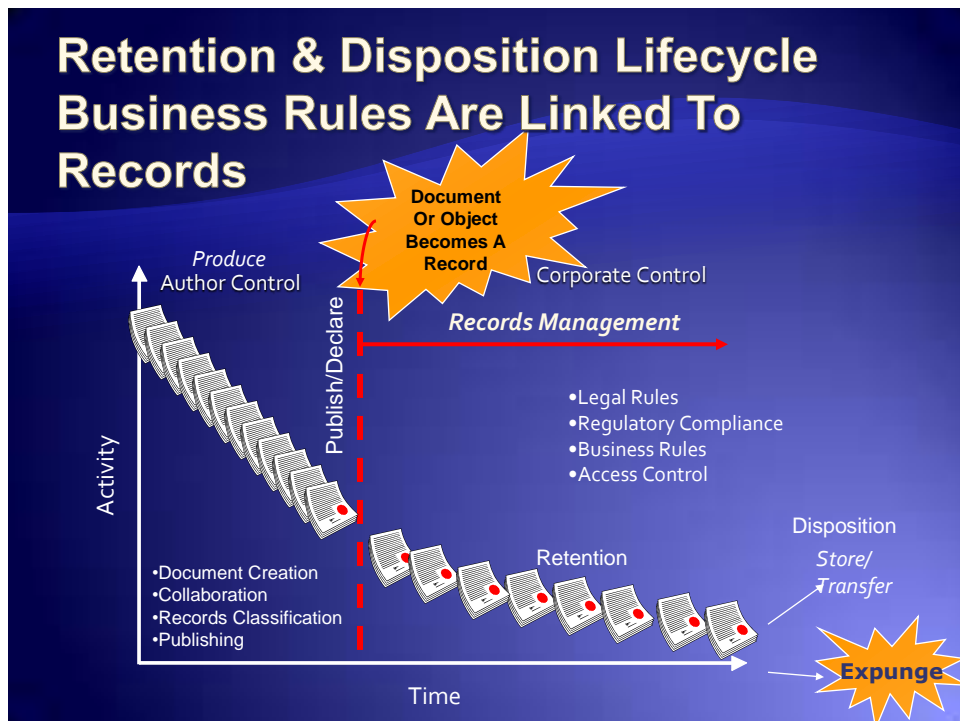 Retention & Disposition Lifecycle
Business Rules Are Linked To
Records
Document
Or Object
Becomes A
Record
Produce
Author Control
Corporate Control
Publish/Declare
Records Management
•Legal Rules
•Regulatory Compliance
•Business Rules
•Access Control
Activity
Disposition
Store/
Transfer
Retention
•Document Creation
•Collaboration
•Records Classification
•Publishing
Expunge
Time